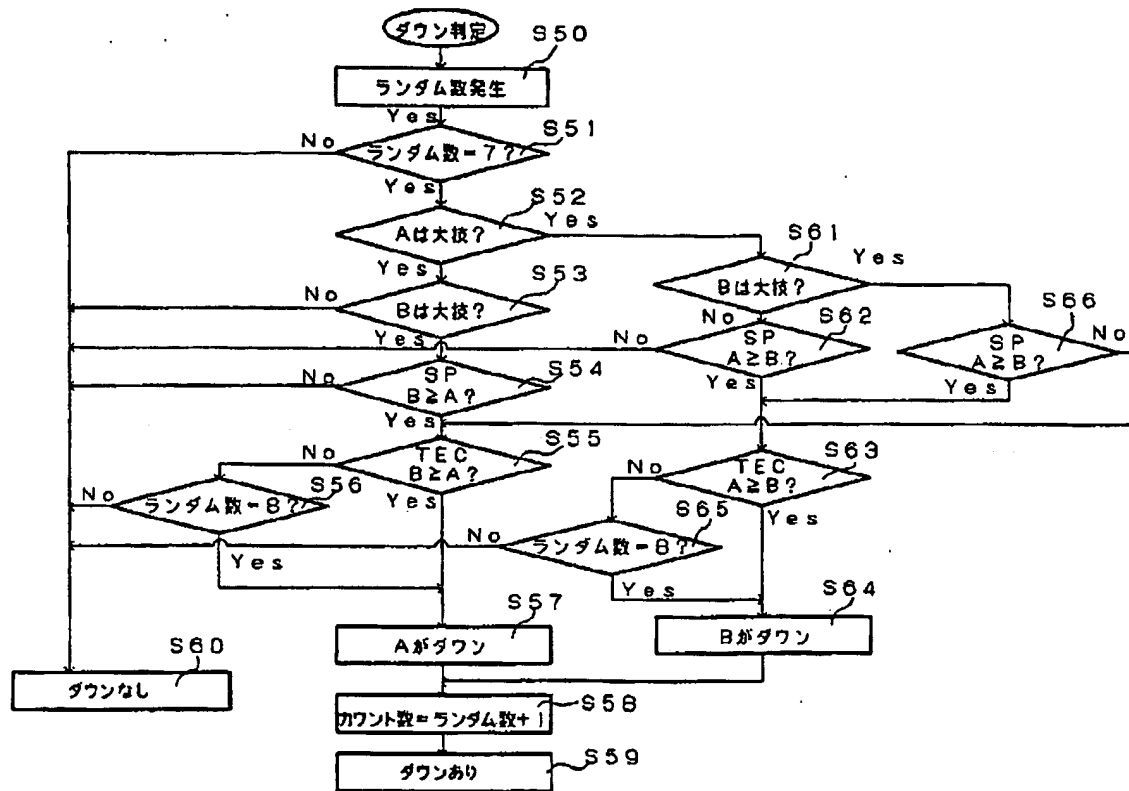 ダウン判定
S50
ランダム数発生
Yes
S51
No
ランダム数=7?
Yes
S52
Aは大技?
Yes
Yes
S53
No
Bは大技?
Yes
S61
Yes
Bは大技?
No
S62
No
SP
A≧B?
Yes
S66
No
SP
A≧B?
Yes
S54
No
SP
B≧A?
Yes
S55
No
TEC
B≧A?
Yes
S56
No
ランダム数=8?
Yes
S63
No
TEC
A≧B?
Yes
S65
No
ランダム数=8?
Yes
S57
Aがダウン
S64
Bがダウン
S60
ダウンなし
S58
カウント数=ランダム数+1
S59
ダウンあり